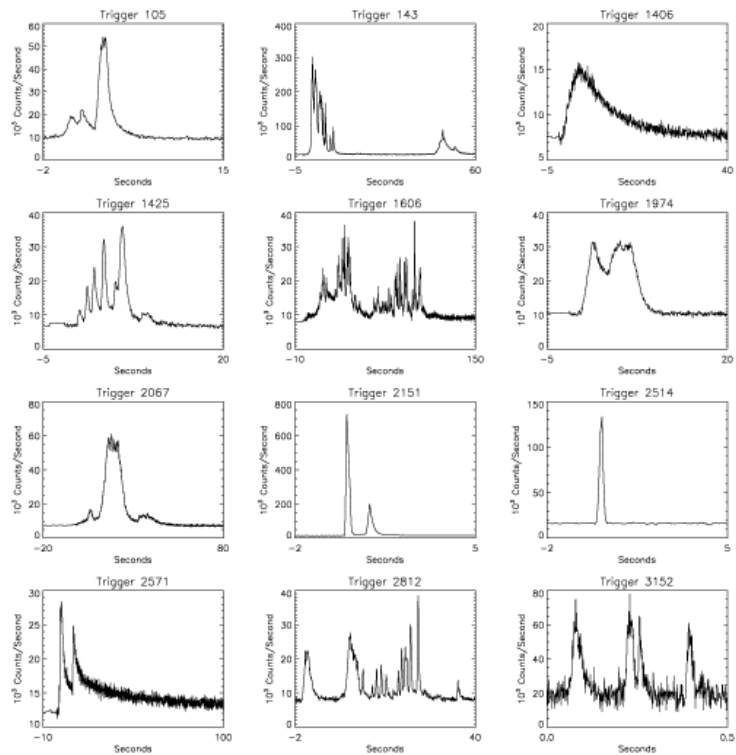 Trigger 105
60
50
40
30
20
10
0
10³ Counts/Second
-2 15
Seconds
Trigger 143
400
300
200
100
0
10³ Counts/Second
-5 60
Seconds
Trigger 1406
20
15
10
5
10³ Counts/Second
-5 40
Seconds
Trigger 1425
40
30
20
10
0
10³ Counts/Second
-5 20
Seconds
Trigger 1606
40
30
20
10
0
10³ Counts/Second
-10 150
Seconds
Trigger 1974
40
30
20
10
0
10³ Counts/Second
-5 20
Seconds
Trigger 2067
80
60
40
20
0
10³ Counts/Second
-20 80
Seconds
Trigger 2151
800
600
400
200
0
10³ Counts/Second
-2 5
Seconds
Trigger 2514
150
100
50
0
10³ Counts/Second
-2 5
Seconds
Trigger 2571
30
25
20
15
10
10³ Counts/Second
-10 100
Seconds
Trigger 2812
40
30
20
10
0
10³ Counts/Second
-2 40
Seconds
Trigger 3152
80
60
40
20
0
10³ Counts/Second
0.0 0.5
Seconds